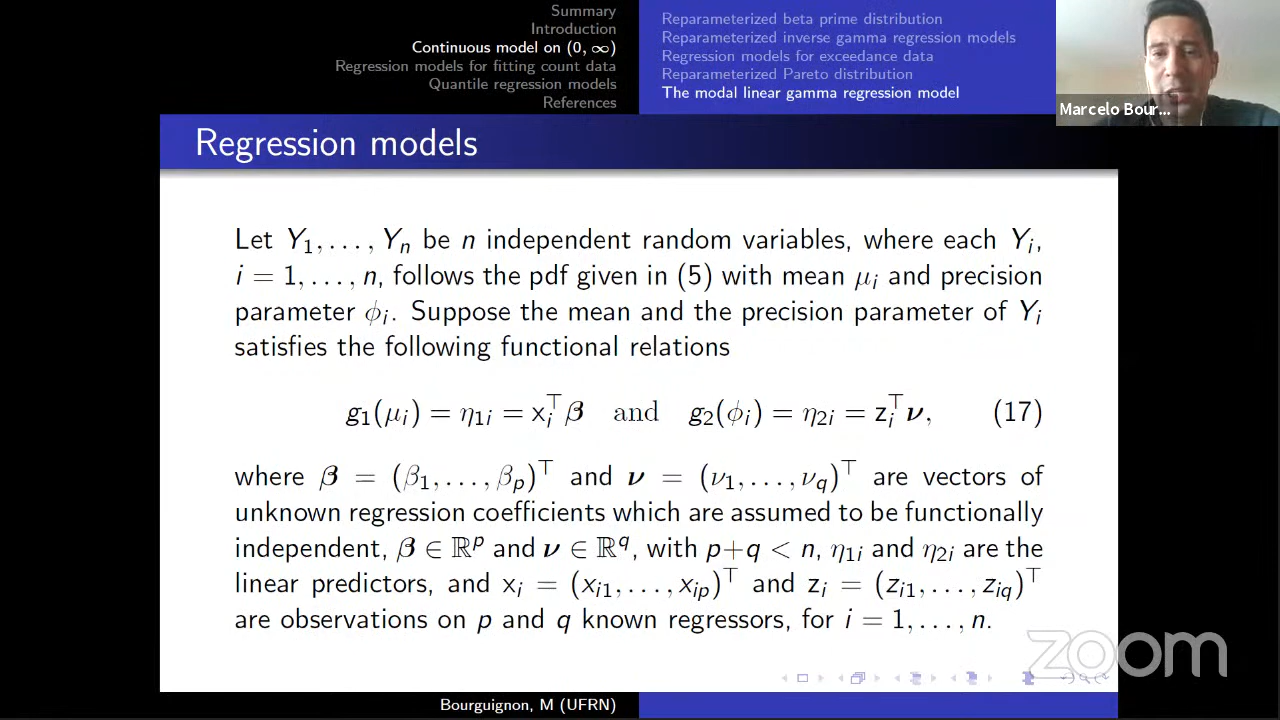 Summary
Introduction
Continuous model on (0, ∞)
Regression models for fitting count data
Quantile regression models
References
Reparameterized beta prime distribution
Reparameterized inverse gamma regression models
Regression models for exceedance data
Reparameterized Pareto distribution
The modal linear gamma regression model
Marcelo Bour...
Regression models
Let Y₁, . . . , Yₙ be n independent random variables, where each Yᵢ,
i = 1, . . . , n, follows the pdf given in (5) with mean μᵢ and precision
parameter ϕᵢ. Suppose the mean and the precision parameter of Yᵢ
satisfies the following functional relations
g₁(μᵢ) = η₁ᵢ = xᵢ⊤β and g₂(ϕᵢ) = η₂ᵢ = zᵢ⊤ν, (17)
where β = (β₁, . . . , βₚ)⊤ and ν = (ν₁, . . . , ν_q)⊤ are vectors of
unknown regression coefficients which are assumed to be functionally
independent, β ∈ ℝᵖ and ν ∈ ℝ^q, with p+q < n, η₁ᵢ and η₂ᵢ are the
linear predictors, and xᵢ = (xᵢ₁, . . . , xᵢₚ)⊤ and zᵢ = (zᵢ₁, . . . , z_iq)⊤
are observations on p and q known regressors, for i = 1, . . . , n.
zoom
Bourguignon, M (UFRN)